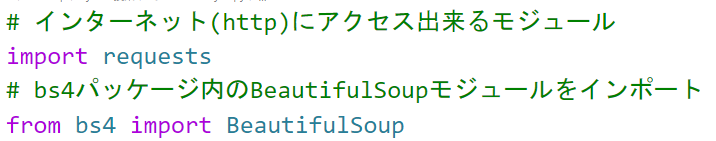 # インターネット(http)にアクセス出来るモジュール
import requests
# bs4パッケージ内のBeautifulSoupモジュールをインポート
from bs4 import BeautifulSoup